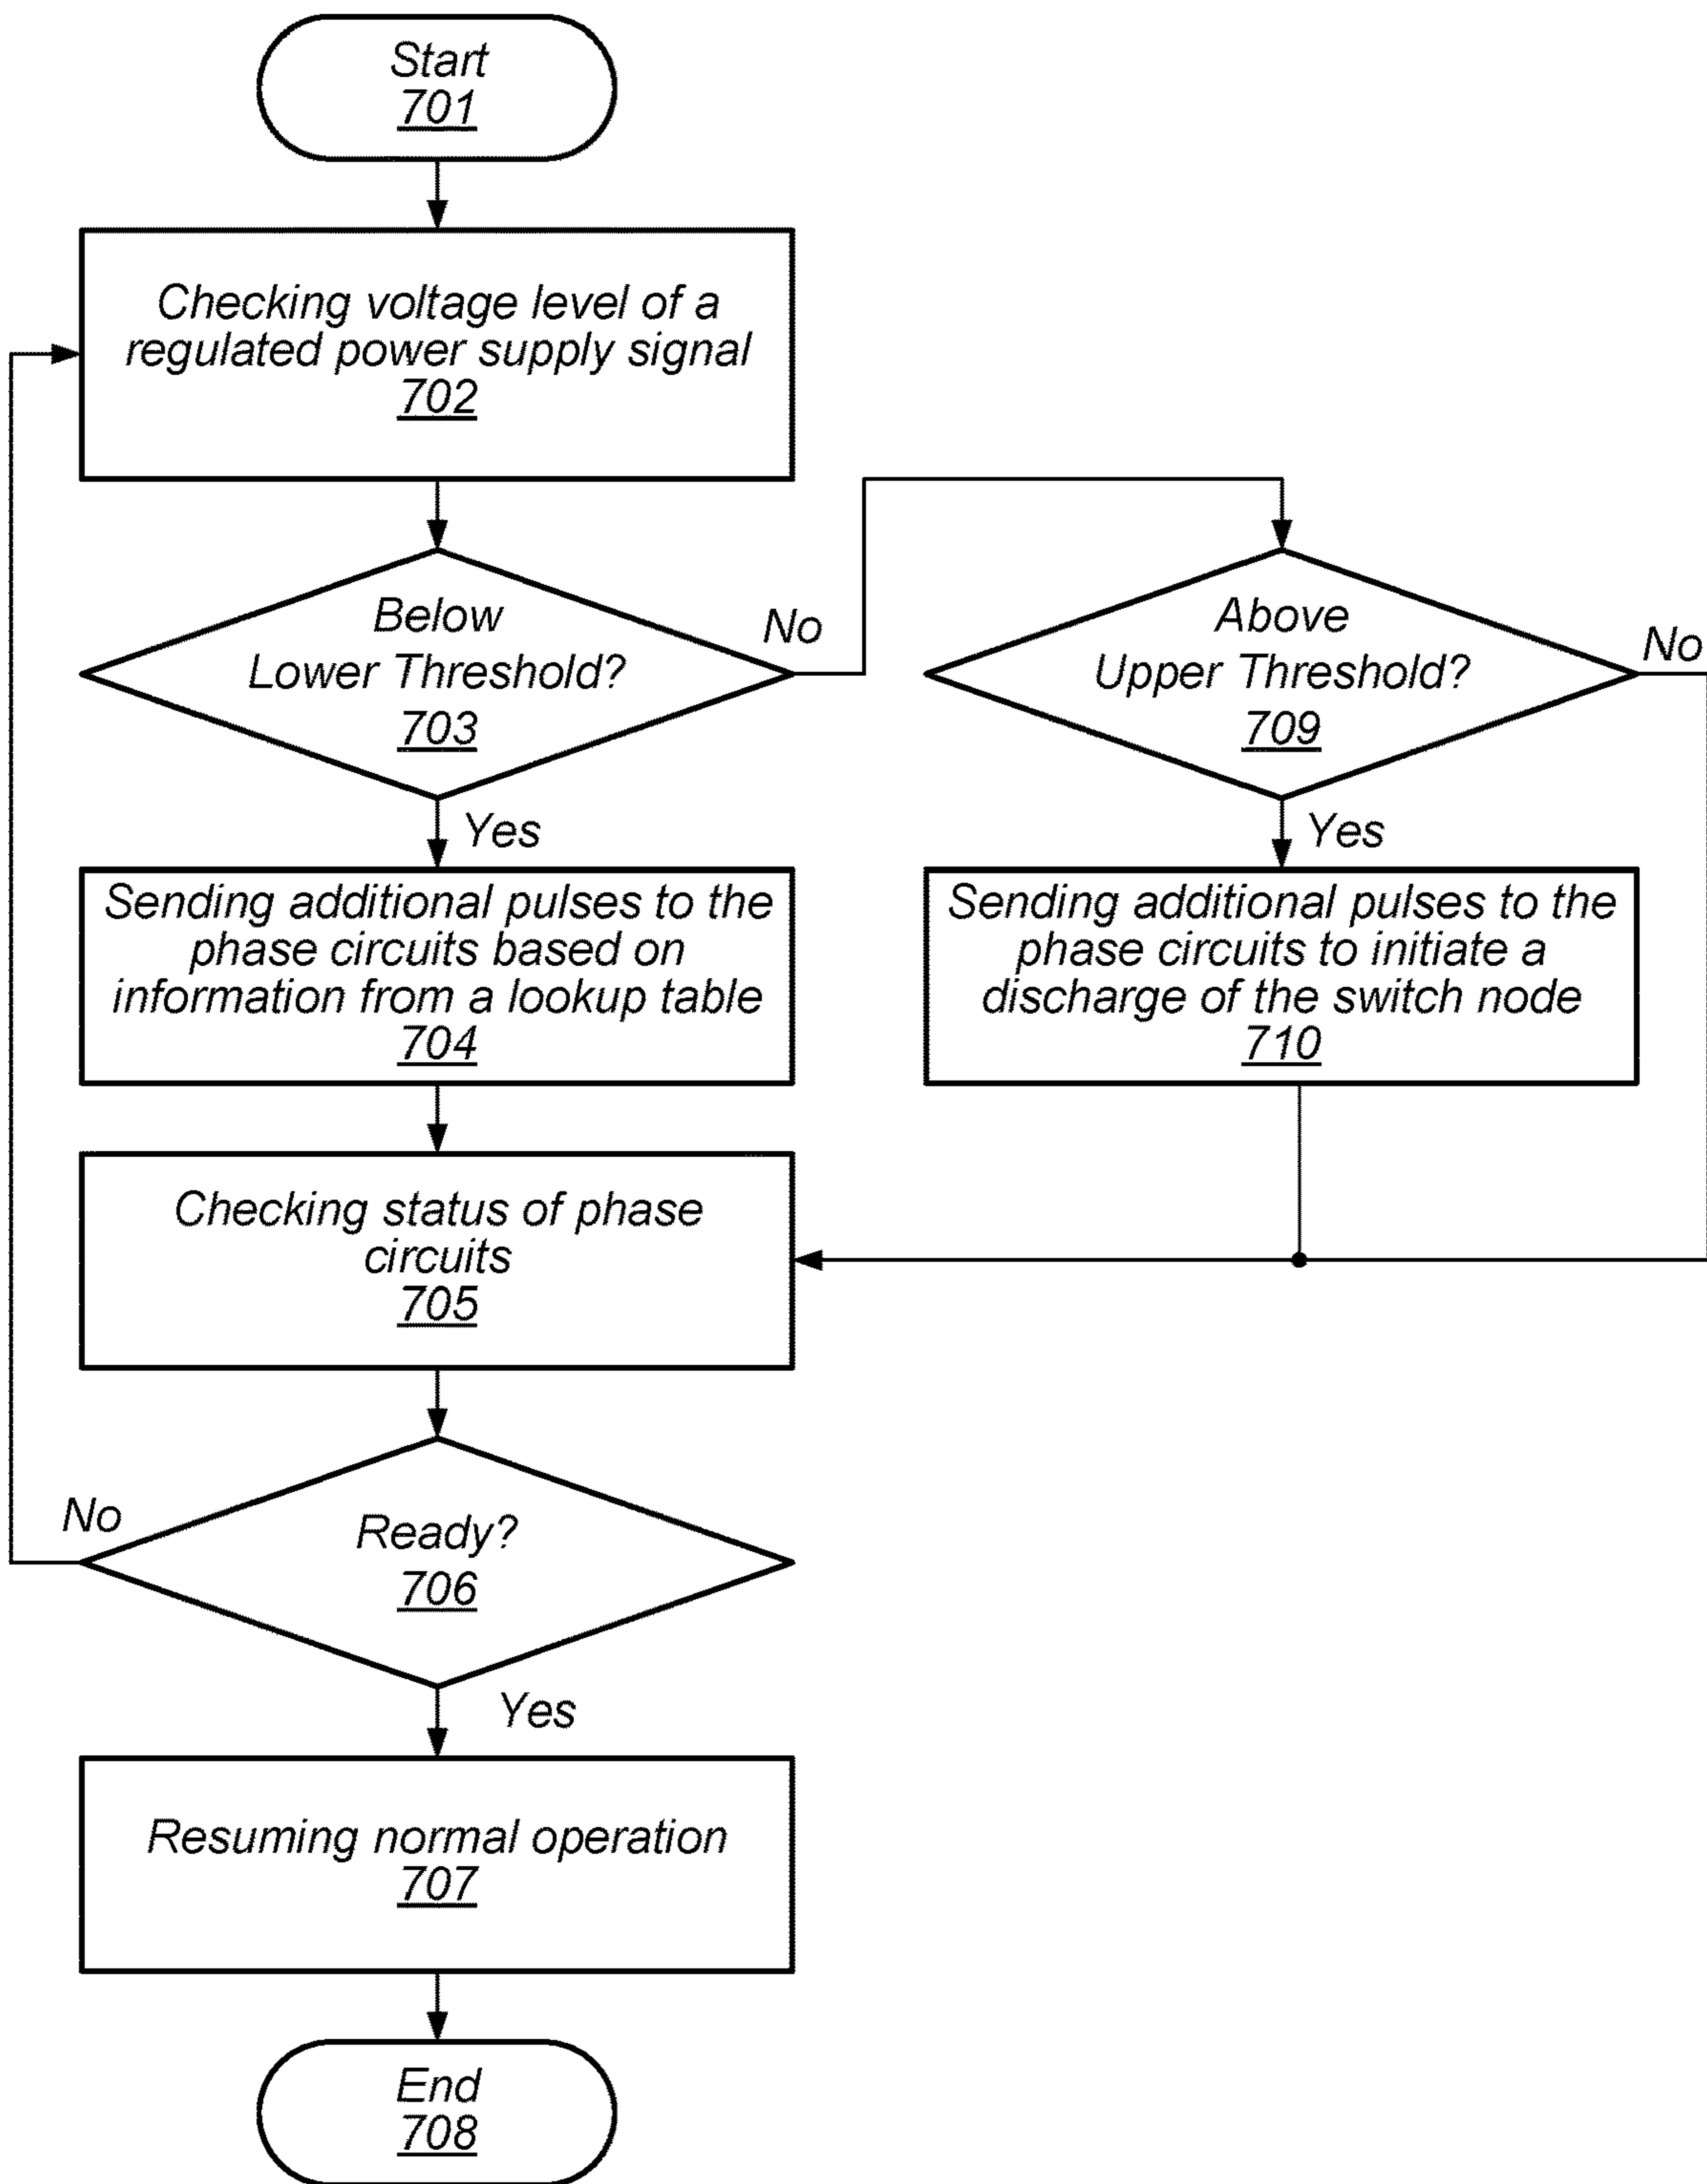 Start
701
Checking voltage level of a
regulated power supply signal
702
Below
Lower Threshold?
703
No
Above
Upper Threshold?
709
No
Yes
Yes
Sending additional pulses to the
phase circuits based on
information from a lookup table
704
Sending additional pulses to the
phase circuits to initiate a
discharge of the switch node
710
Checking status of phase
circuits
705
No
Ready?
706
Yes
Resuming normal operation
707
End
708